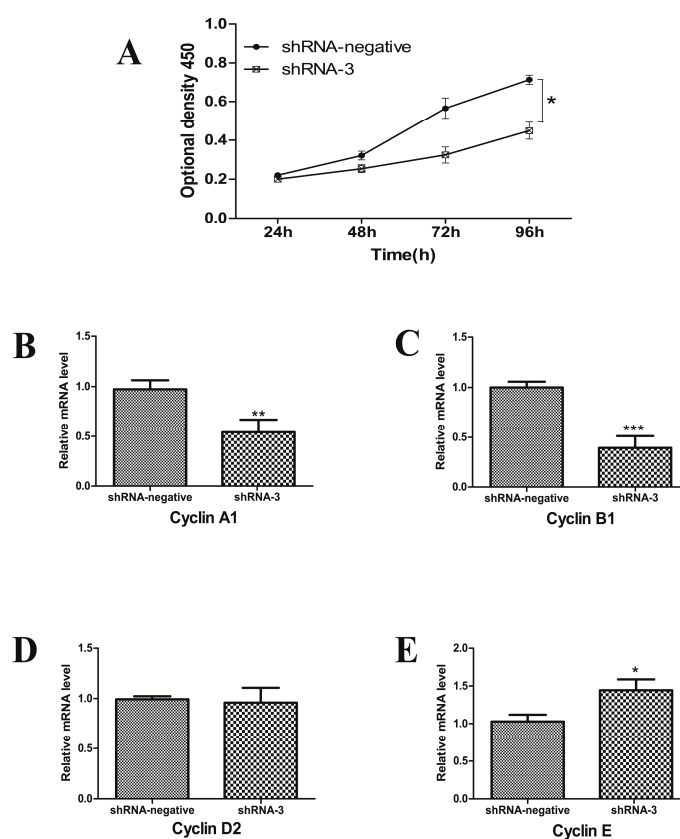 A
Optional density 450
1.0
0.8
0.6
0.4
0.2
0.0
shRNA-negative
shRNA-3
*
24h 48h 72h 96h
Time(h)
B
Relative mRNA level
1.5
1.0
0.5
0.0
**
shRNA-negative shRNA-3
Cyclin A1
C
Relative mRNA level
1.5
1.0
0.5
0.0
***
shRNA-negative shRNA-3
Cyclin B1
D
Relative mRNA level
1.5
1.0
0.5
0.0
shRNA-negative shRNA-3
Cyclin D2
E
Relative mRNA level
2.0
1.5
1.0
0.5
0.0
*
shRNA-negative shRNA-3
Cyclin E